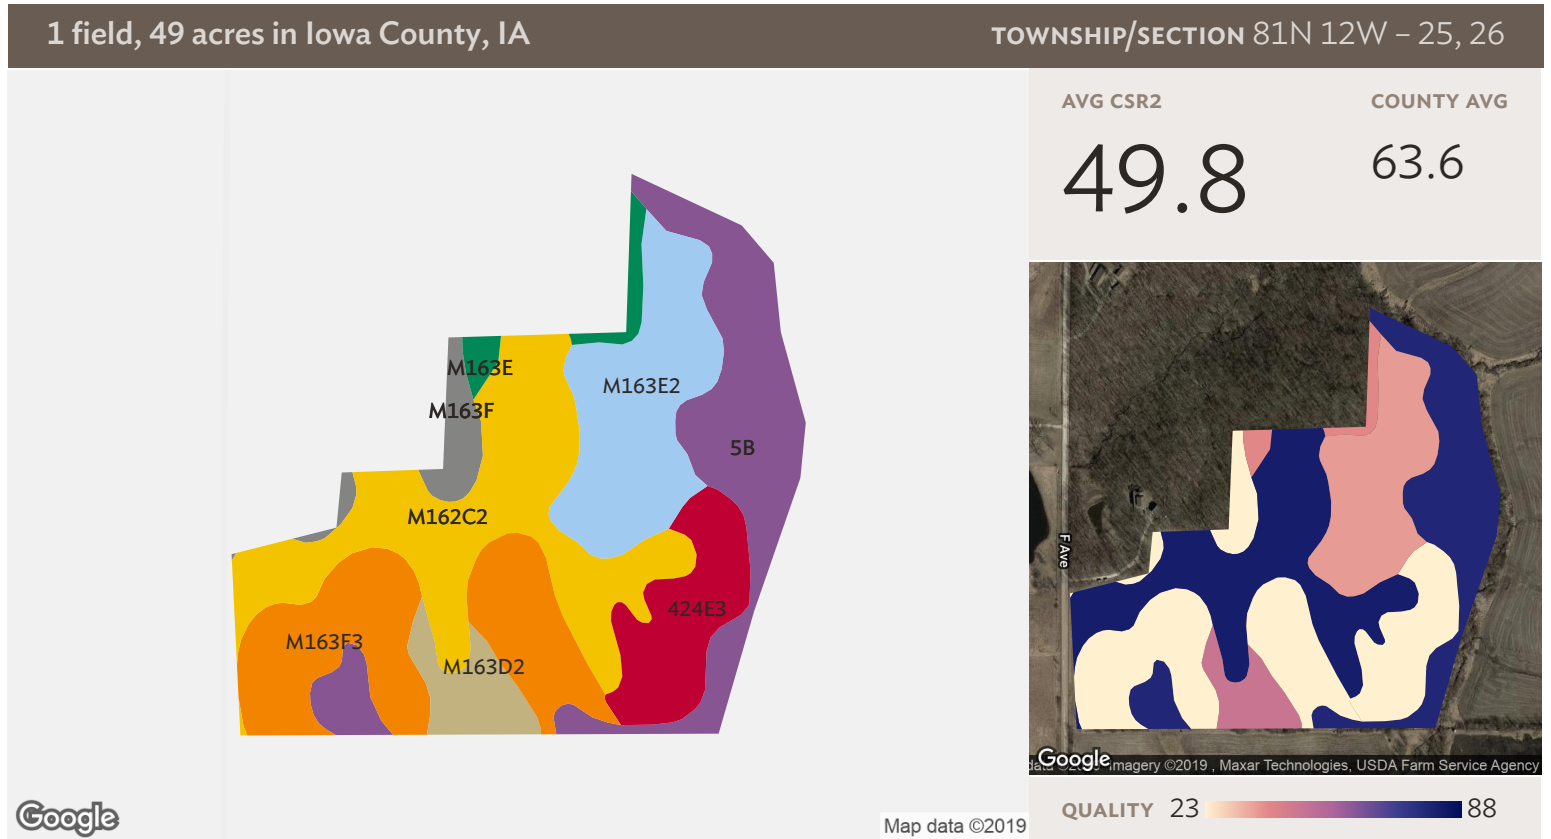 1 field, 49 acres in Iowa County, IA
TOWNSHIP/SECTION 81N 12W – 25, 26
AVG CSR2
COUNTY AVG
49.8
63.6
M163E
M163F
M163E2
5B
M162C2
424E3
M163F3
M163D2
F Ave
Google
Imagery ©2019 , Maxar Technologies, USDA Farm Service Agency
QUALITY 23 88
Google
Map data ©2019